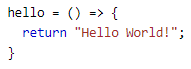 hello = () => {
  return "Hello World!";
}